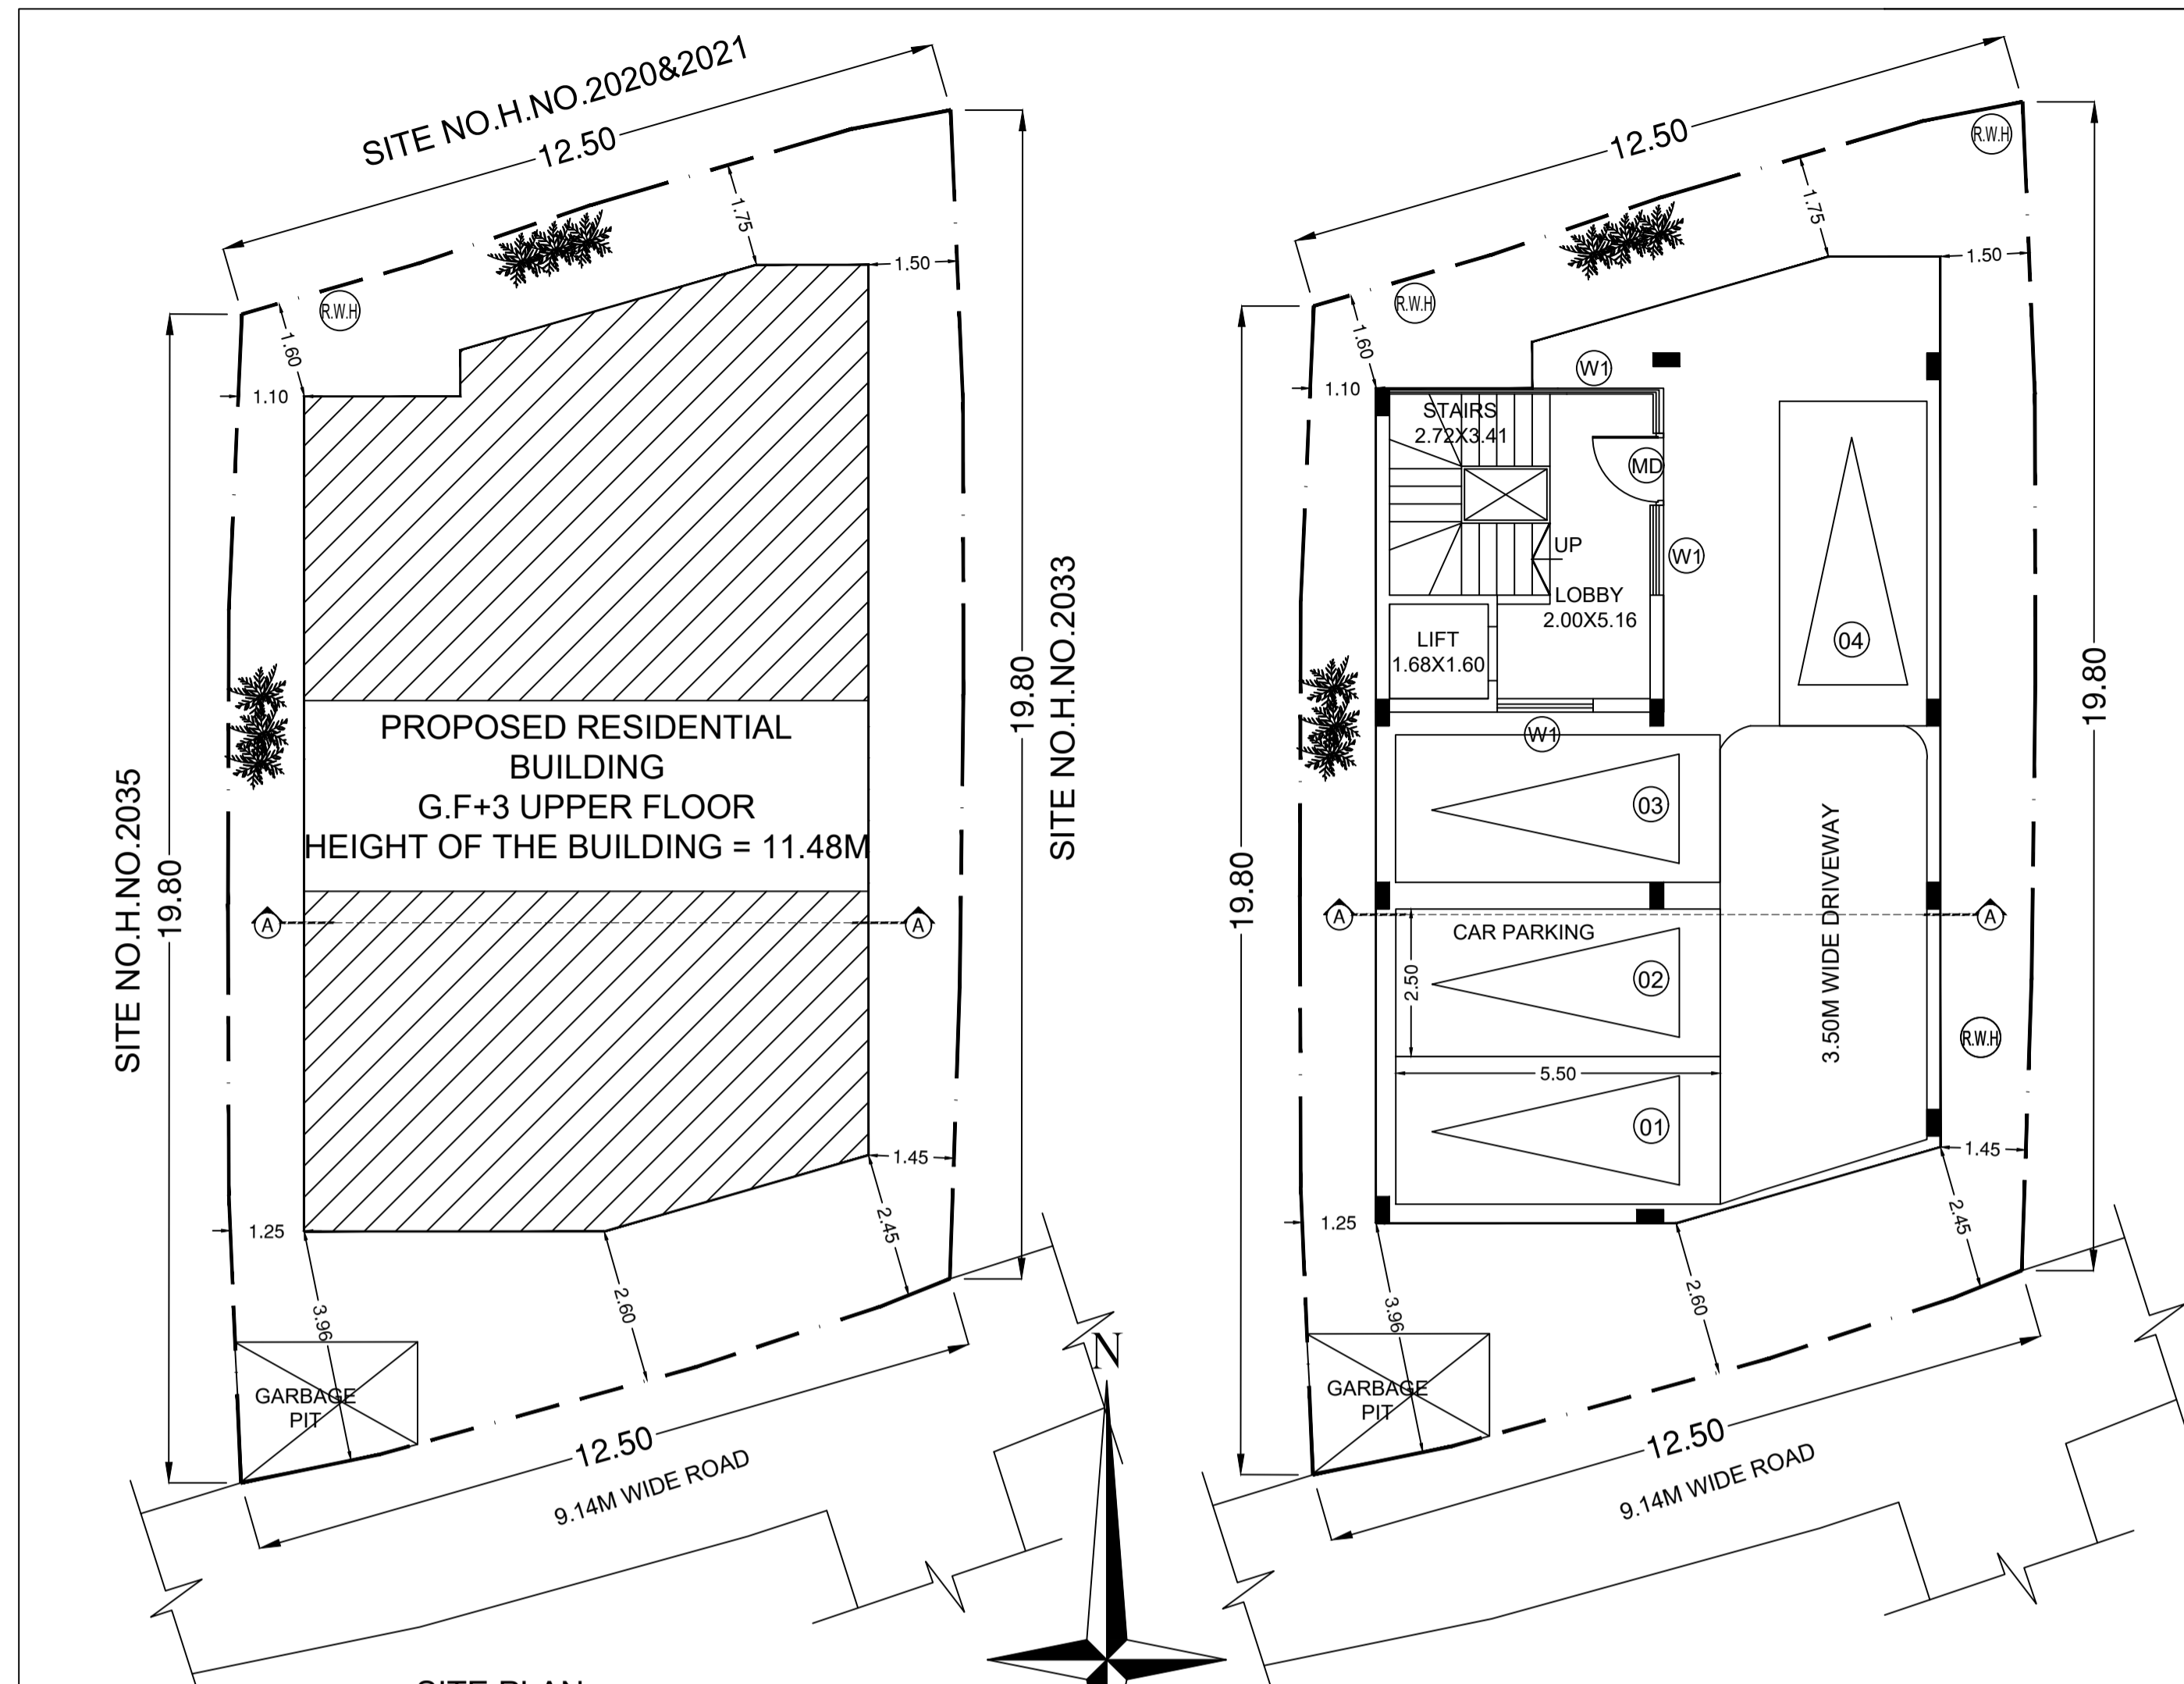 SITE NO.H.NO.2020&2021
12.50
1.75
1.50
R.W.H
1.60
1.10
SITE NO.H.NO.2035
19.80
PROPOSED RESIDENTIAL
BUILDING
G.F+3 UPPER FLOOR
HEIGHT OF THE BUILDING = 11.48M
19.80
SITE NO.H.NO.2033
A
A
1.45
1.25
2.45
3.96
2.60
GARBAGE
PIT
12.50
9.14M WIDE ROAD
N
12.50
R.W.H
1.75
1.50
R.W.H
1.60
1.10
W1
STAIRS
2.72X3.41
MD
UP
W1
LOBBY
2.00X5.16
LIFT
1.68X1.60
04
19.80
19.80
W1
03
3.50M WIDE DRIVEWAY
A
A
CAR PARKING
2.50
02
R.W.H
5.50
01
1.45
1.25
2.45
3.96
2.60
GARBAGE
PIT
12.50
9.14M WIDE ROAD
SITE PLAN